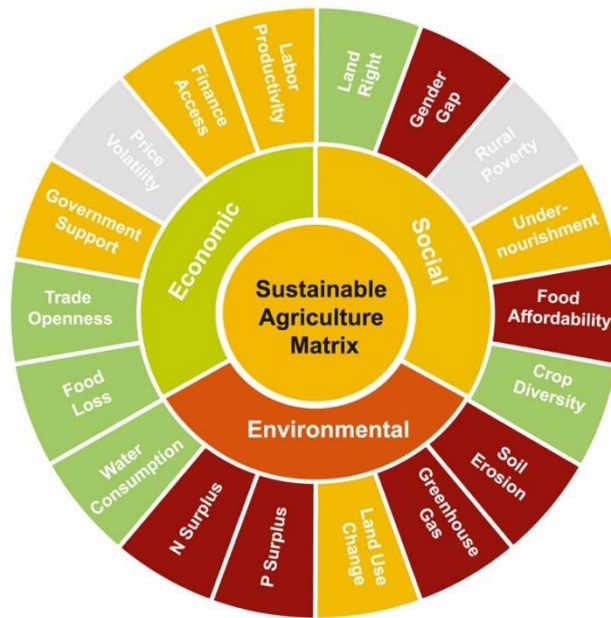 Sustainable
Agriculture
Matrix
Economic
Social
Environmental
Land
Right
Gender
Gap
Rural
Poverty
Under-
nourishment
Food
Affordability
Crop
Diversity
Soil
Erosion
Greenhouse
Gas
Land Use
Change
P Surplus
N Surplus
Water
Consumption
Food
Loss
Trade
Openness
Government
Support
Price
Volatility
Finance
Access
Labor
Productivity